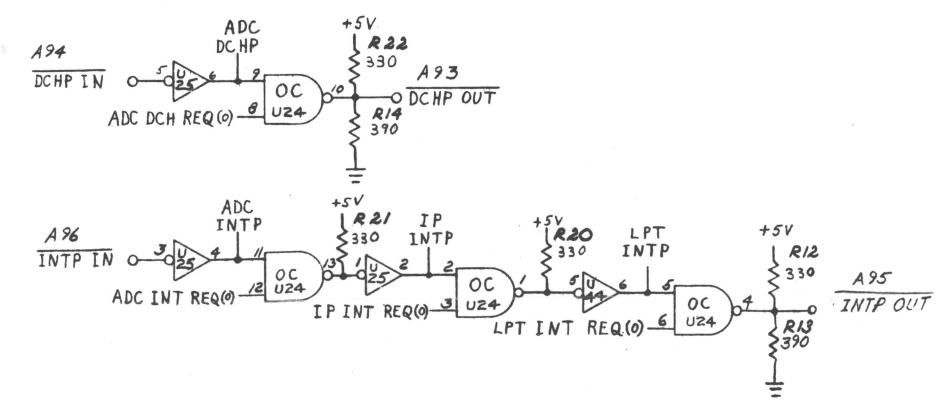 A94
DCHP IN
5
U
25
6
ADC
DCHP
9
ADC DCH REQ(0)
8
OC
U24
10
+5V
R22
330
A93
DCHP OUT
R14
390
A96
INTP IN
3
U
25
4
ADC
INTP
11
ADC INT REQ(0)
12
OC
U24
13
+5V
R21
330
1
U
25
2
IP
INTP
2
IP INT REQ(0)
3
OC
U24
1
+5V
R20
330
5
U
44
6
LPT
INTP
5
LPT INT REQ(0)
6
OC
U24
4
+5V
R12
330
A95
INTP OUT
R13
390